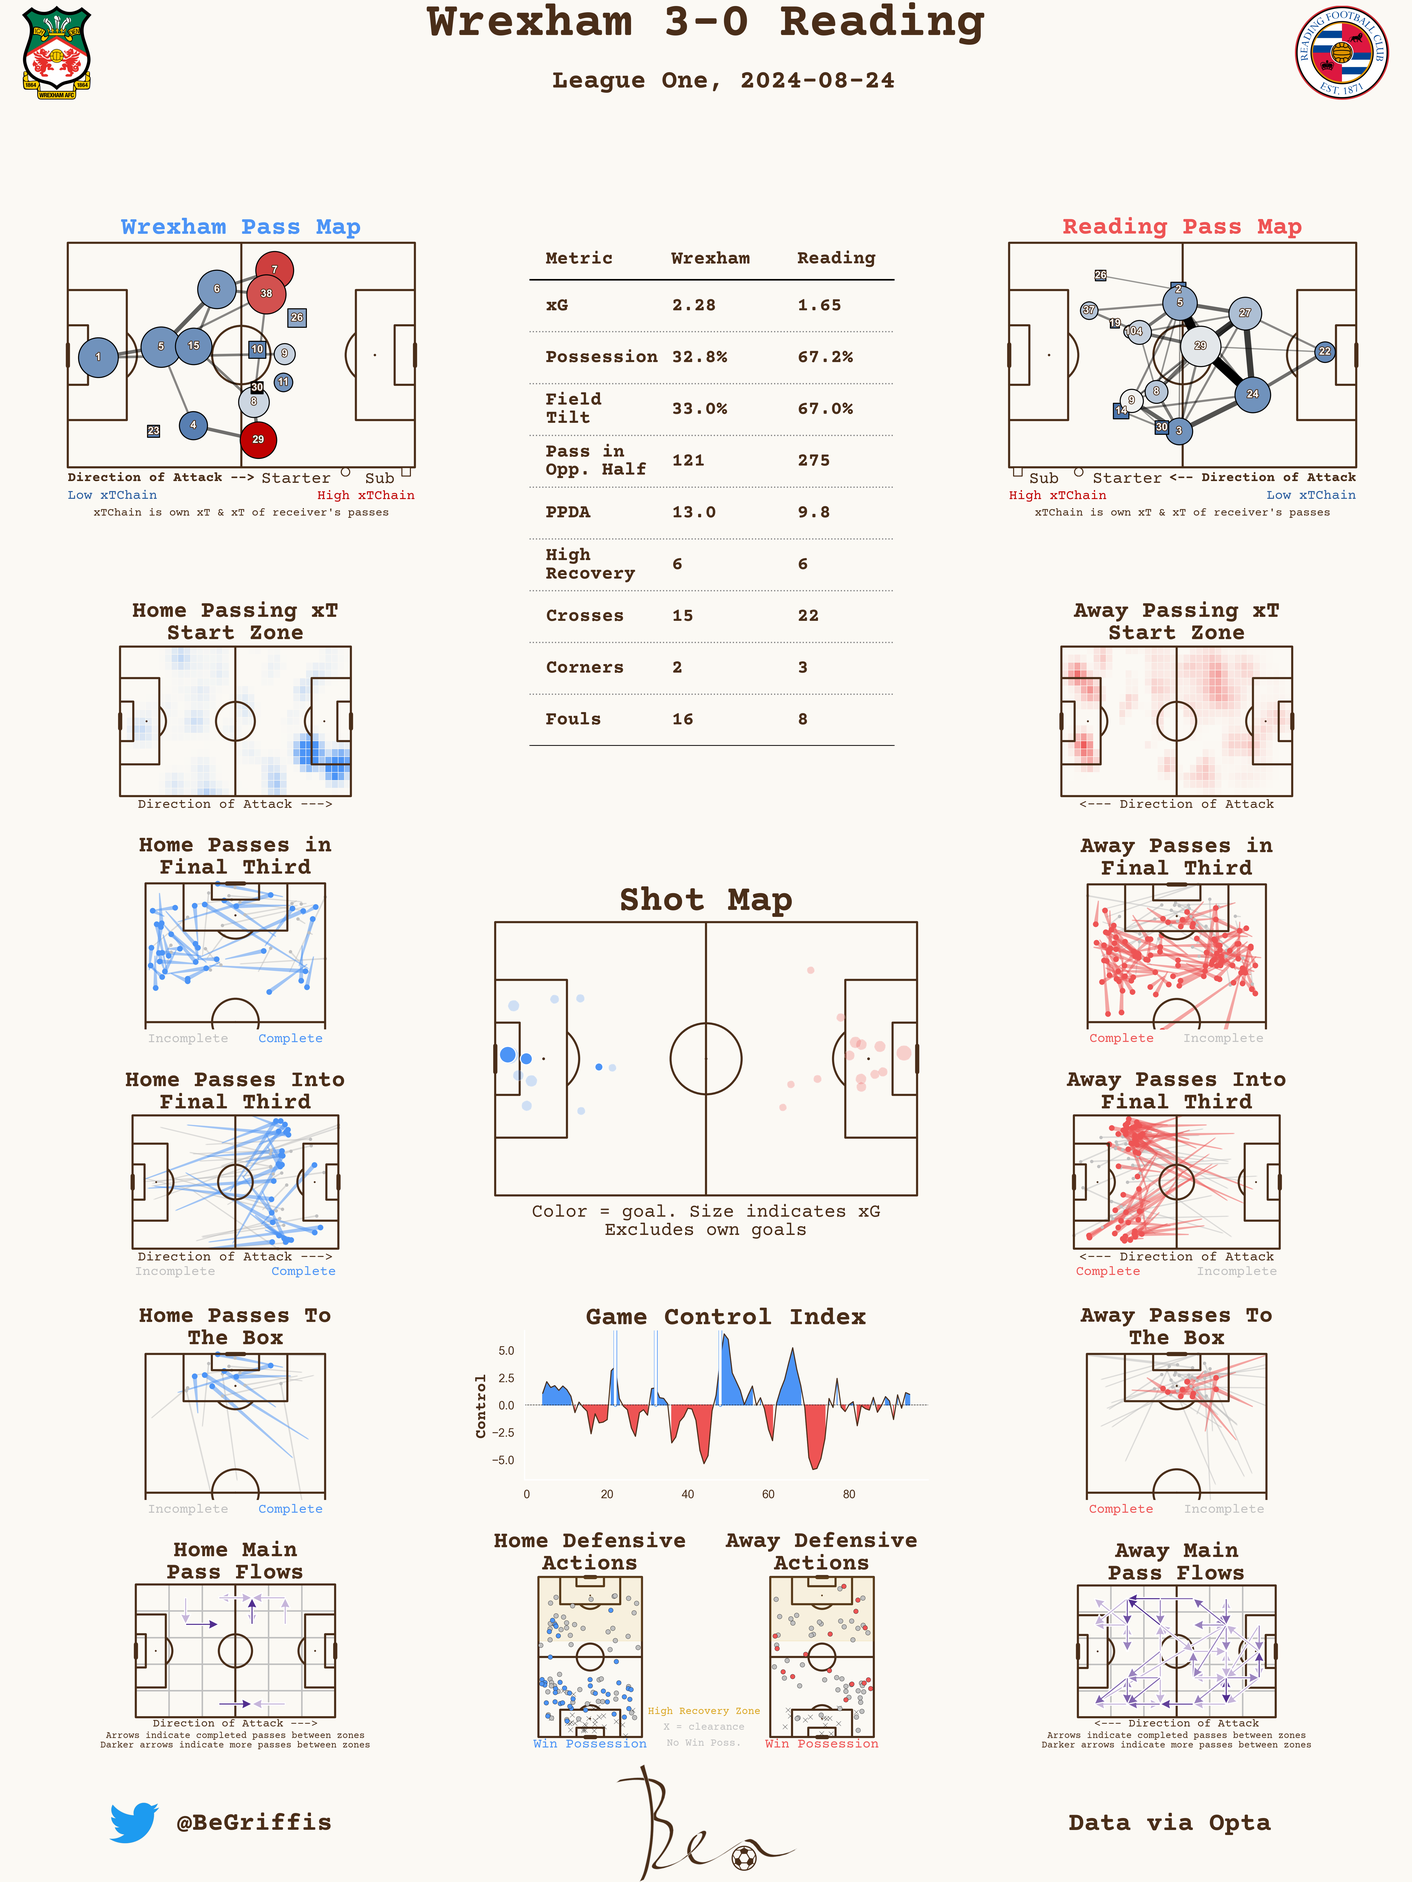 Wrexham 3-0 Reading
League One, 2024-08-24
1864 1864
WREXHAM AFC
READING FOOTBALL CLUB
EST. 1871
Wrexham Pass Map
7
6
38
26
5
15
10
9
1
11
30
8
4
23
29
Direction of Attack --> Starter Sub
Low xTChain High xTChain
xTChain is own xT & xT of receiver's passes
Metric Wrexham Reading
xG 2.28 1.65
Possession 32.8% 67.2%
Field
Tilt 33.0% 67.0%
Pass in
Opp. Half 121 275
PPDA 13.0 9.8
High
Recovery 6 6
Crosses 15 22
Corners 2 3
Fouls 16 8
Reading Pass Map
26
2
5
37
27
19
29
22
8
9
24
14
30
3
Sub Starter <-- Direction of Attack
High xTChain Low xTChain
xTChain is own xT & xT of receiver's passes
Home Passing xT
Start Zone
Direction of Attack --->
Away Passing xT
Start Zone
<--- Direction of Attack
Home Passes in
Final Third
Incomplete Complete
Shot Map
Color = goal. Size indicates xG
Excludes own goals
Away Passes in
Final Third
Complete Incomplete
Home Passes Into
Final Third
Direction of Attack --->
Incomplete Complete
Away Passes Into
Final Third
<--- Direction of Attack
Complete Incomplete
Home Passes To
The Box
Incomplete Complete
Game Control Index
Control
5.0
2.5
0.0
−2.5
−5.0
0 20 40 60 80
Away Passes To
The Box
Complete Incomplete
Home Main
Pass Flows
Direction of Attack --->
Arrows indicate completed passes between zones
Darker arrows indicate more passes between zones
Home Defensive
Actions
Win Possession
High Recovery Zone
X = clearance
No Win Poss.
Away Defensive
Actions
Win Possession
Away Main
Pass Flows
<--- Direction of Attack
Arrows indicate completed passes between zones
Darker arrows indicate more passes between zones
@BeGriffis
Ben
Data via Opta